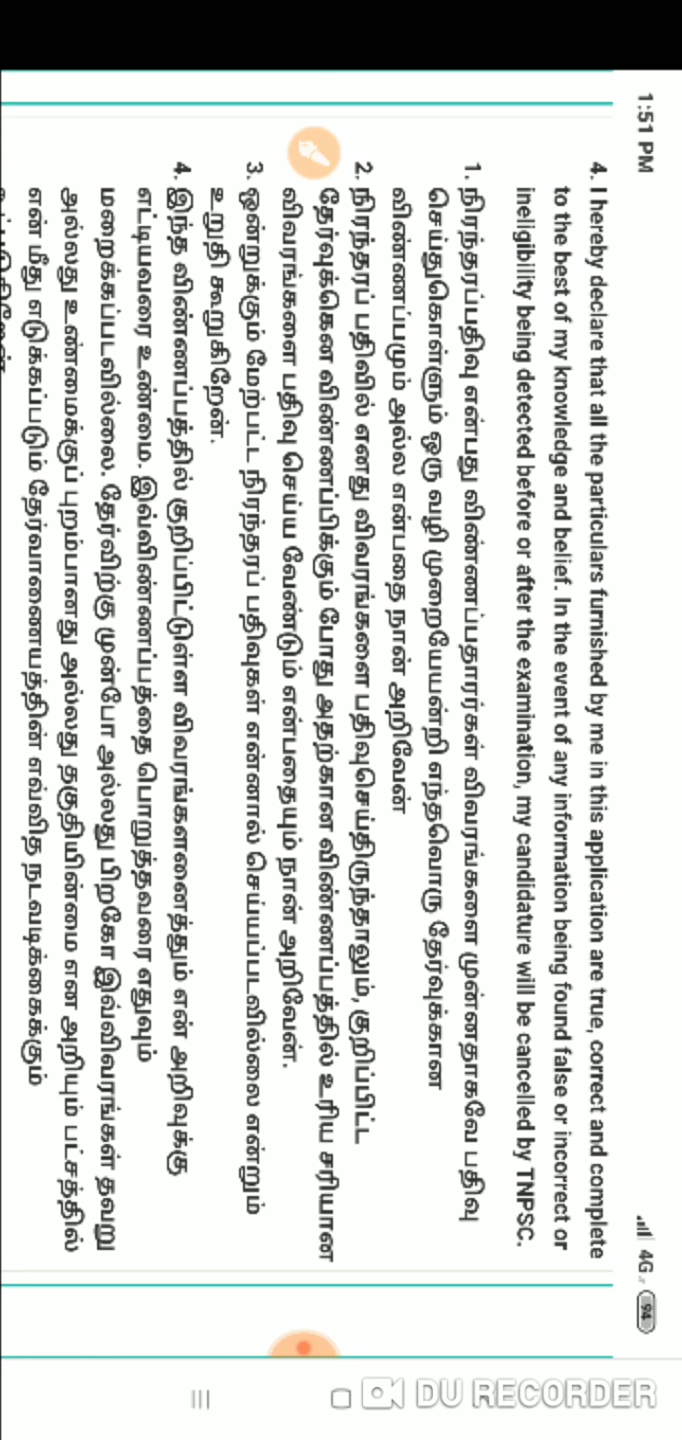 1:51 PM
4G
94
4. I hereby declare that all the particulars furnished by me in this application are true, correct and complete
to the best of my knowledge and belief. In the event of any information being found false or incorrect or
ineligibility being detected before or after the examination, my candidature will be cancelled by TNPSC.
1. நிரந்தரப்பதிவு என்பது விண்ணப்பதாரர்கள் விவரங்களை முன்னதாகவே பதிவு
செய்துகொள்ளும் ஒரு வழி முறையேயன்றி எந்தவொரு தேர்வுக்கான
விண்ணப்பமும் அல்ல என்பதை நான் அறிவேன்
2. நிரந்தரப் பதிவில் எனது விவரங்களை பதிவுசெய்திருந்தாலும், குறிப்பிட்ட
தேர்வுக்கென விண்ணப்பிக்கும் போது அதற்கான விண்ணப்பத்தில் உரிய சரியான
விவரங்களை பதிவு செய்ய வேண்டும் என்பதையும் நான் அறிவேன்.
3. ஒன்றுக்கும் மேற்பட்ட நிரந்தரப் பதிவுகள் என்னால் செய்யப்படவில்லை என்றும்
உறுதி கூறுகிறேன்.
4. இந்த விண்ணப்பத்தில் குறிப்பிட்டுள்ள விவரங்களனைத்தும் என் அறிவுக்கு
எட்டியவரை உண்மை. இவ்விண்ணப்பத்தை பொறுத்தவரை எதுவும்
மறைக்கப்படவில்லை. தேர்விற்கு முன்போ அல்லது பிறகோ இவ்விவரங்கள் தவறு
அல்லது உண்மைக்குப் புறம்பானது அல்லது தகுதியின்மை என அறியும் பட்சத்தில்
என் மீது எடுக்கப்படும் தேர்வாணையத்தின் எவ்வித நடவடிக்கைக்கும்
DU RECORDER